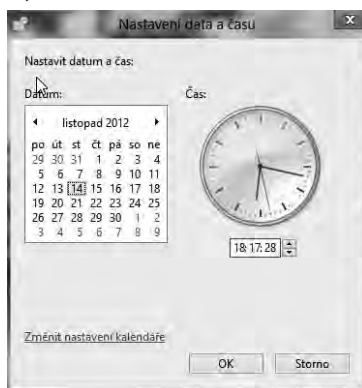 Nastavení data a času
x
Nastavit datum a čas:
Datum:
Čas:
listopad 2012
po út st čt pá so ne
29 30 31 1 2 3 4
5 6 7 8 9 10 11
12 13 14 15 16 17 18
19 20 21 22 23 24 25
26 27 28 29 30 1 2
3 4 5 6 7 8 9
18:17:28
Změnit nastavení kalendáře
OK
Storno